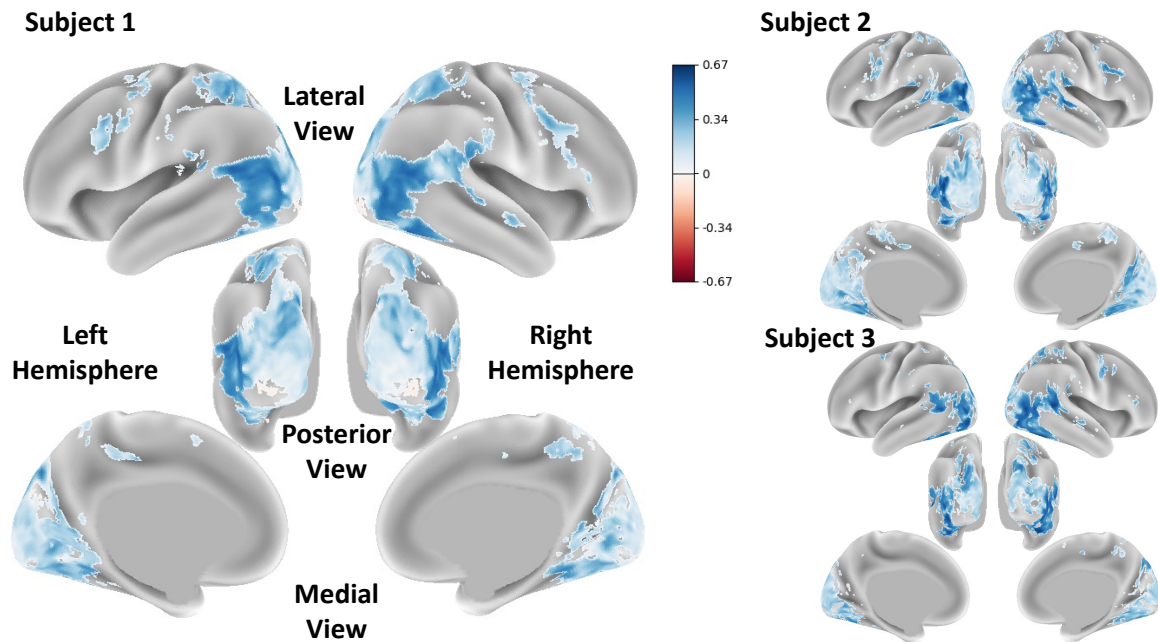 Subject 1
Lateral
View
0.67
0.34
0
-0.34
-0.67
Left
Hemisphere
Right
Hemisphere
Posterior
View
Medial
View
Subject 2
Subject 3